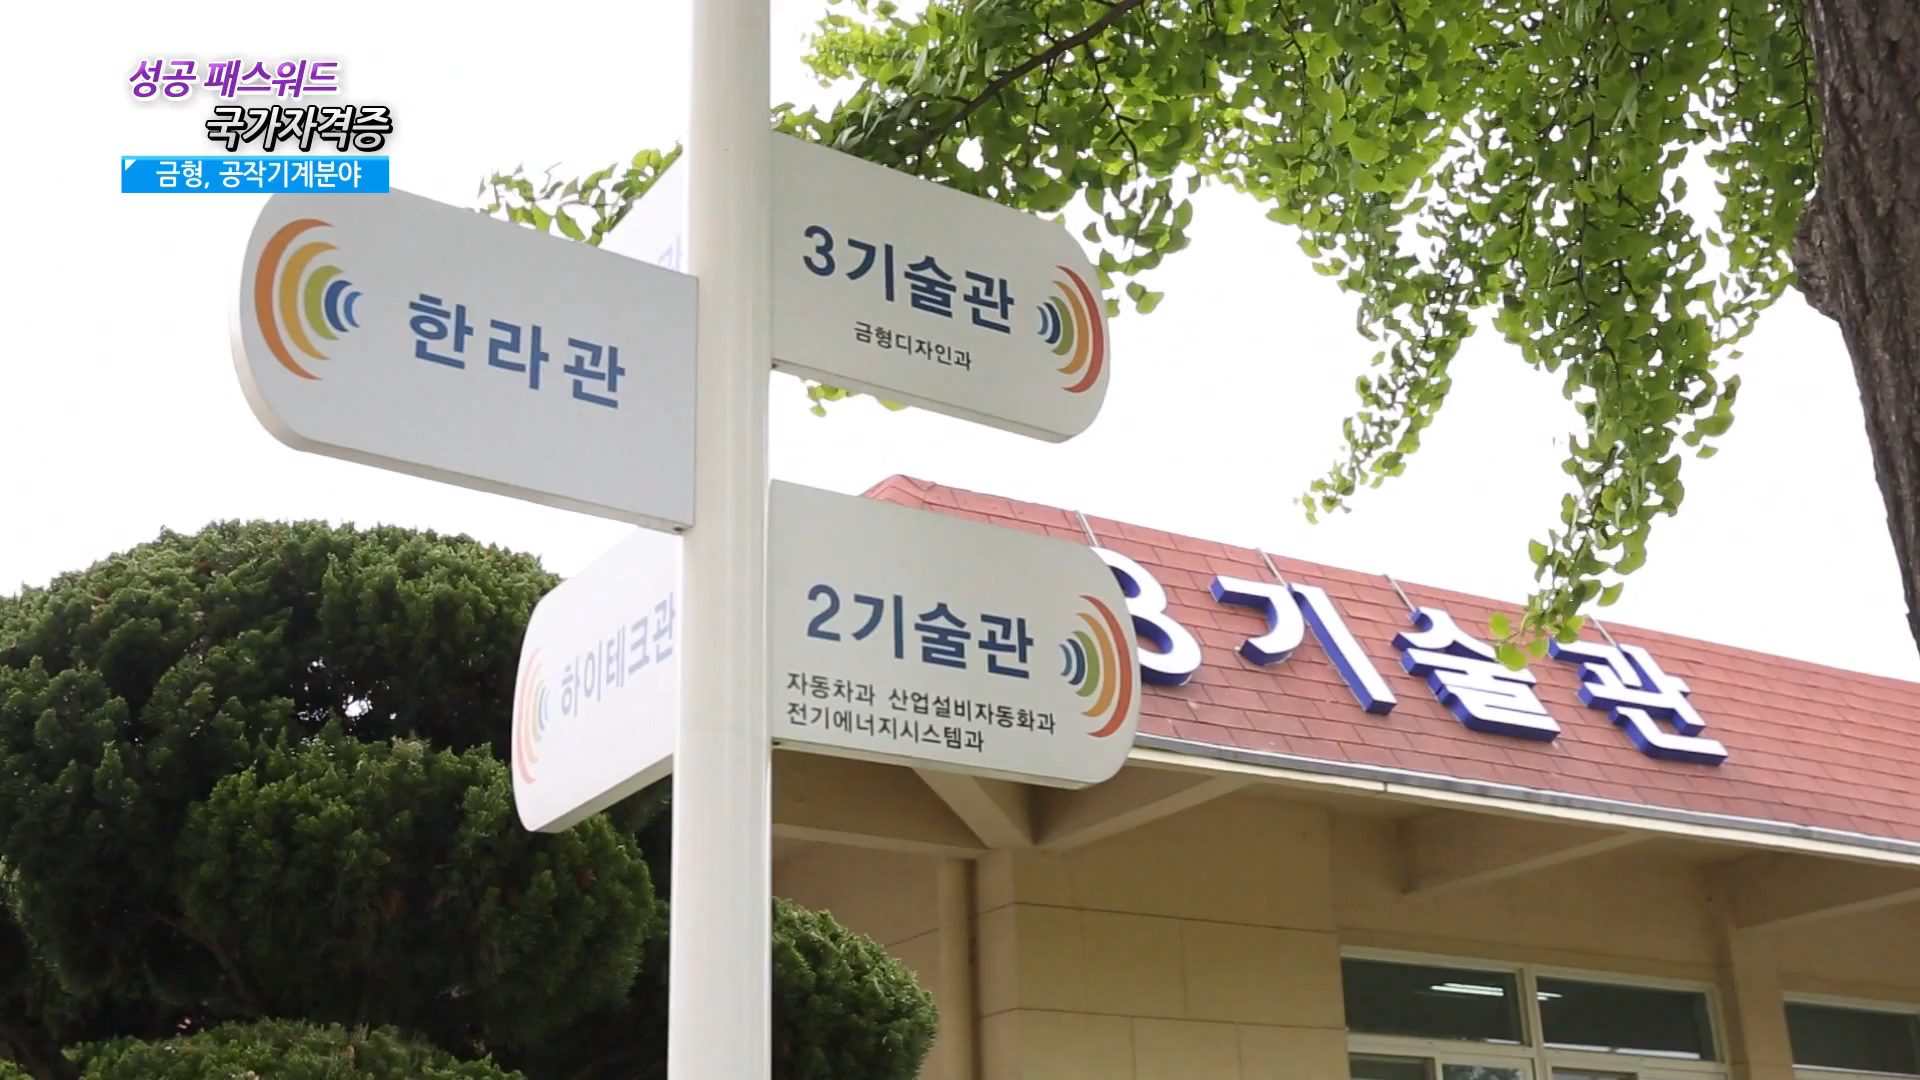 성공 패스워드
국가자격증
금형, 공작기계분야
한라관
3기술관
금형디자인과
하이테크관
2기술관
자동차과 산업설비자동화과
전기에너지시스템과
3기술관